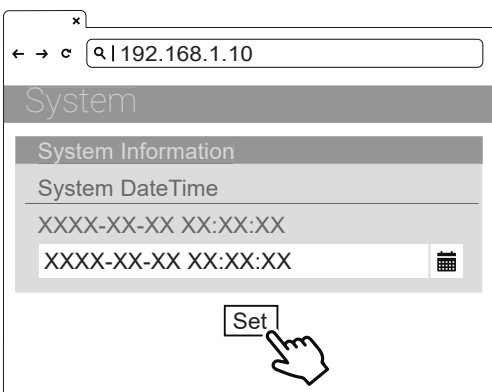 192.168.1.10
System
System Information
System DateTime
XXXX-XX-XX XX:XX:XX
XXXX-XX-XX XX:XX:XX
Set